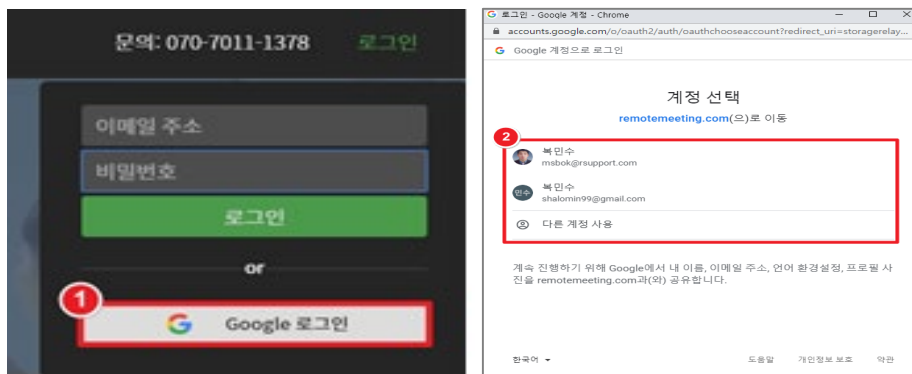 문의: 070-7011-1378 로그인
이메일 주소
비밀번호
로그인
or
1
Google 로그인
로그인 - Google 계정 - Chrome
accounts.google.com/o/oauth2/auth/oauthchooseaccount?redirect_uri=storagerelay...
Google 계정으로 로그인
계정 선택
remotemeeting.com(으)로 이동
2
복민수
msbok@rsupport.com
민수
복민수
shalomin99@gmail.com
다른 계정 사용
계속 진행하기 위해 Google에서 내 이름, 이메일 주소, 언어 환경설정, 프로필 사
진을 remotemeeting.com과(와) 공유합니다.
한국어
도움말 개인정보 보호 약관